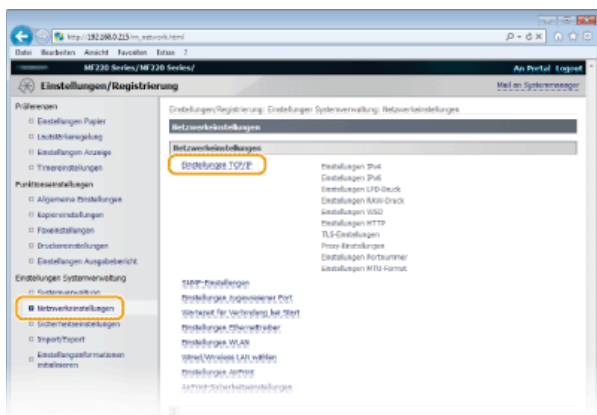 http://192.168.0.215/m_network.html
Datei Bearbeiten Ansicht Favoriten Extras ?
MF220 Series/MF220 Series/
An Portal Logout
Einstellungen/Registrierung
Mail an Systemmanager
Präferenzen
Einstellungen Papier
Lautstärkeregelung
Einstellungen Anzeige
Timereinstellungen
Funktionseinstellungen
Allgemeine Einstellungen
Kopiereinstellungen
Faxeinstellungen
Druckereinstellungen
Einstellungen Ausgabebericht
Einstellungen Systemverwaltung
Systemverwaltung
Netzwerkeinstellungen
Sicherheitseinstellungen
Import/Export
Einstellungsinformationen
initialisieren
Einstellungen/Registrierung: Einstellungen Systemverwaltung: Netzwerkeinstellungen
Netzwerkeinstellungen
Netzwerkeinstellungen
Einstellungen TCP/IP
Einstellungen IPv4
Einstellungen IPv6
Einstellungen LPD-Druck
Einstellungen RAW-Druck
Einstellungen WSD
Einstellungen HTTP
TLS-Einstellungen
Proxy-Einstellungen
Einstellungen Portnummer
Einstellungen MTU-Format
SNMP-Einstellungen
Einstellungen zugewiesener Port
Wartezeit für Verbindung bei Start
Einstellungen Ethernettreiber
Einstellungen WLAN
Wired/Wireless LAN wählen
Einstellungen AirPrint
AirPrint-Sicherheitseinstellungen